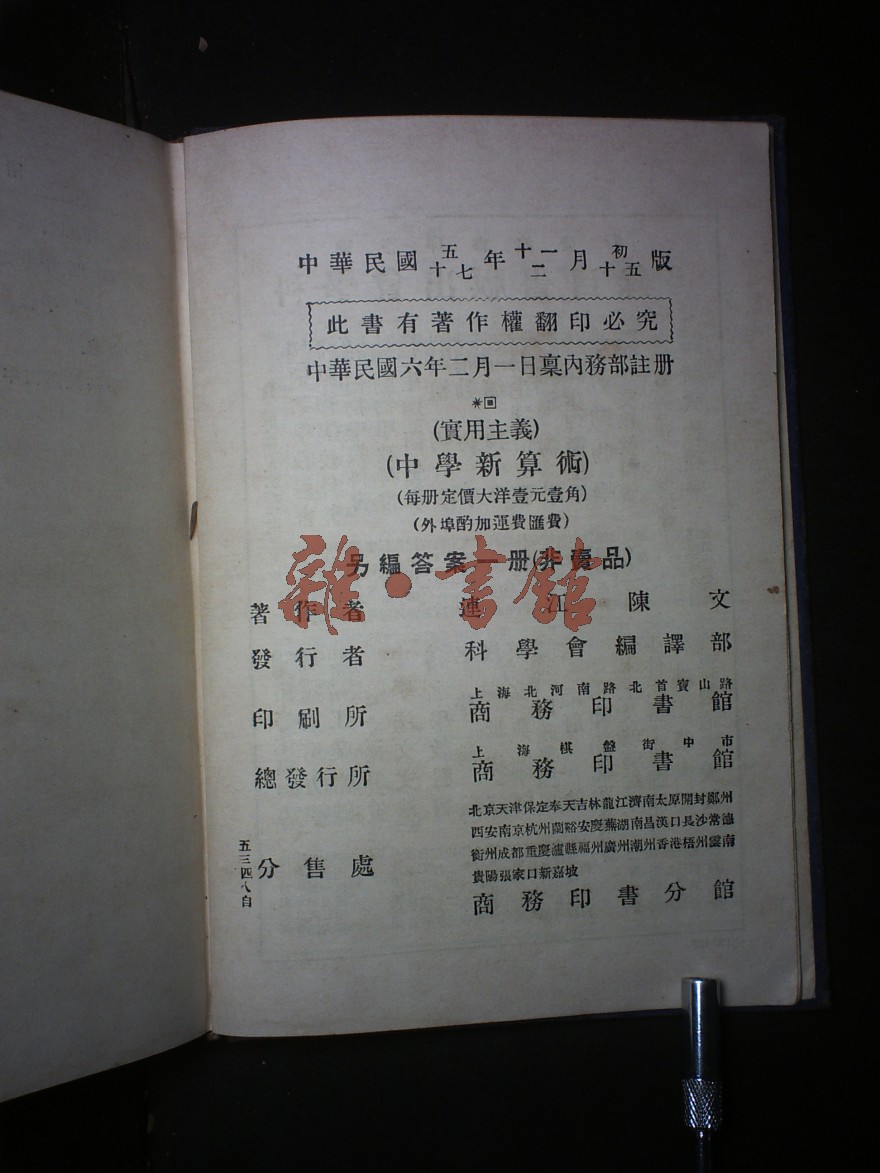 中華民國五年十一月初版
十七年二月十五版
此書有著作權翻印必究
中華民國六年二月一日稟內務部註册
(實用主義)
(中學新算術)
(每册定價大洋壹元壹角)
(外埠酌加運費匯費)
另編答案一册(非賣品)
雜·書館
著作者 連江陳文
發行者 科學會編譯部
印刷所 上海北河南路北首寶山路 商務印書館
總發行所 上海棋盤街中市 商務印書館
分售處
北京天津保定奉天吉林龍江濟南太原開封鄭州
西安南京杭州蘭谿安慶蕪湖南昌漢口長沙常德
衡州成都重慶瀘縣福州廣州潮州香港梧州雲南
貴陽張家口新嘉坡
商務印書分館
五三四八自